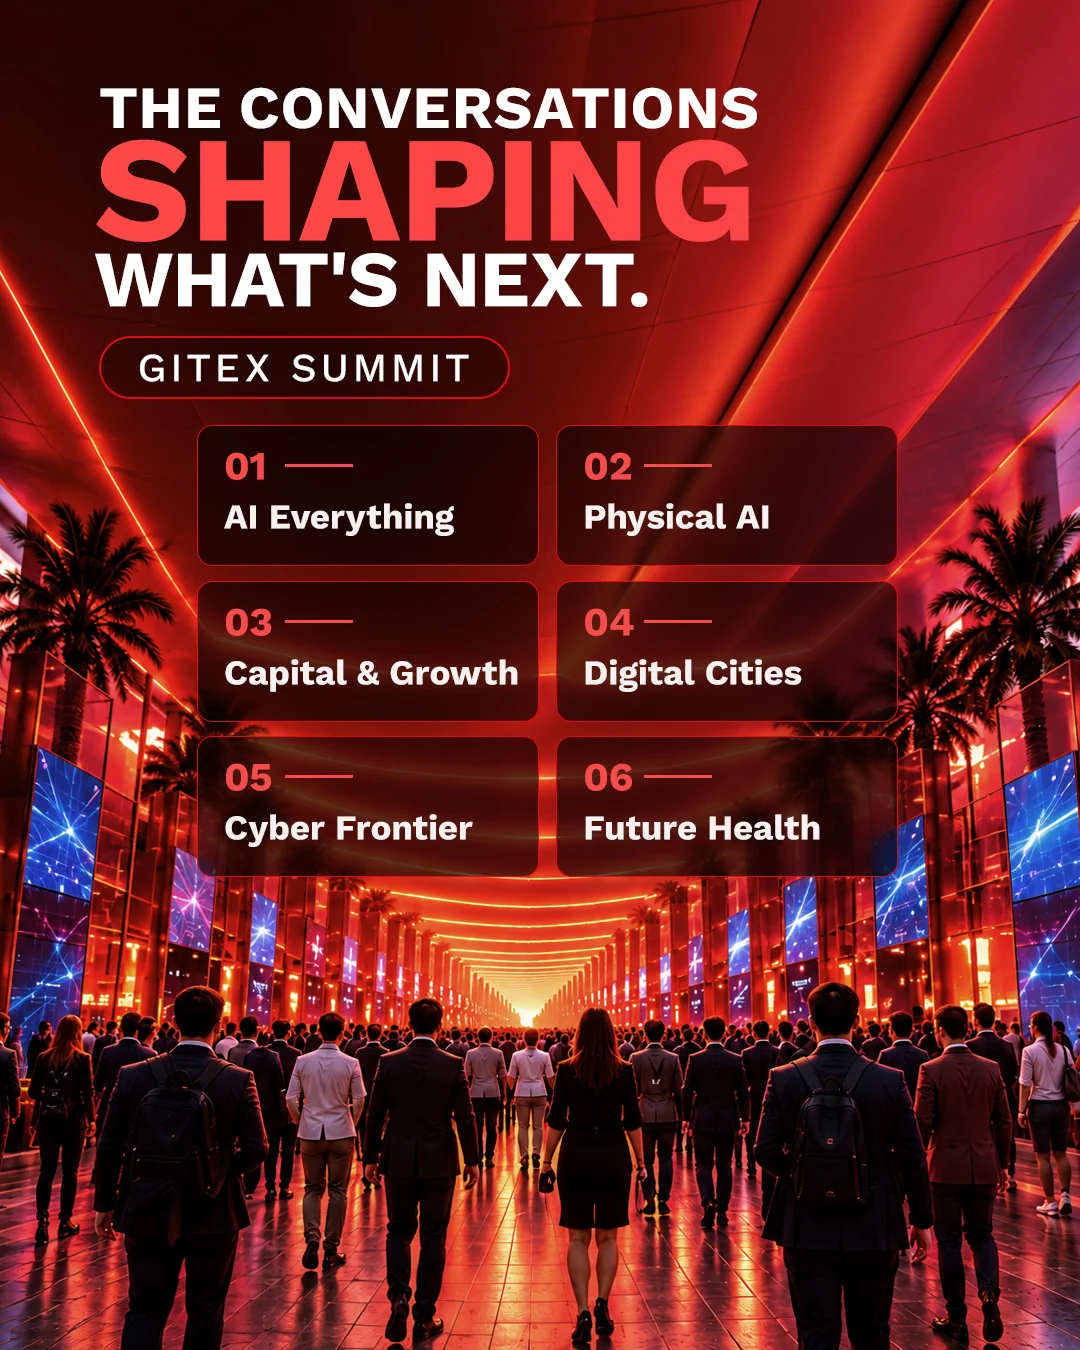 THE CONVERSATIONS
SHAPING
WHAT'S NEXT.
GITEX SUMMIT
01
AI Everything
02
Physical AI
03
Capital & Growth
04
Digital Cities
05
Cyber Frontier
06
Future Health